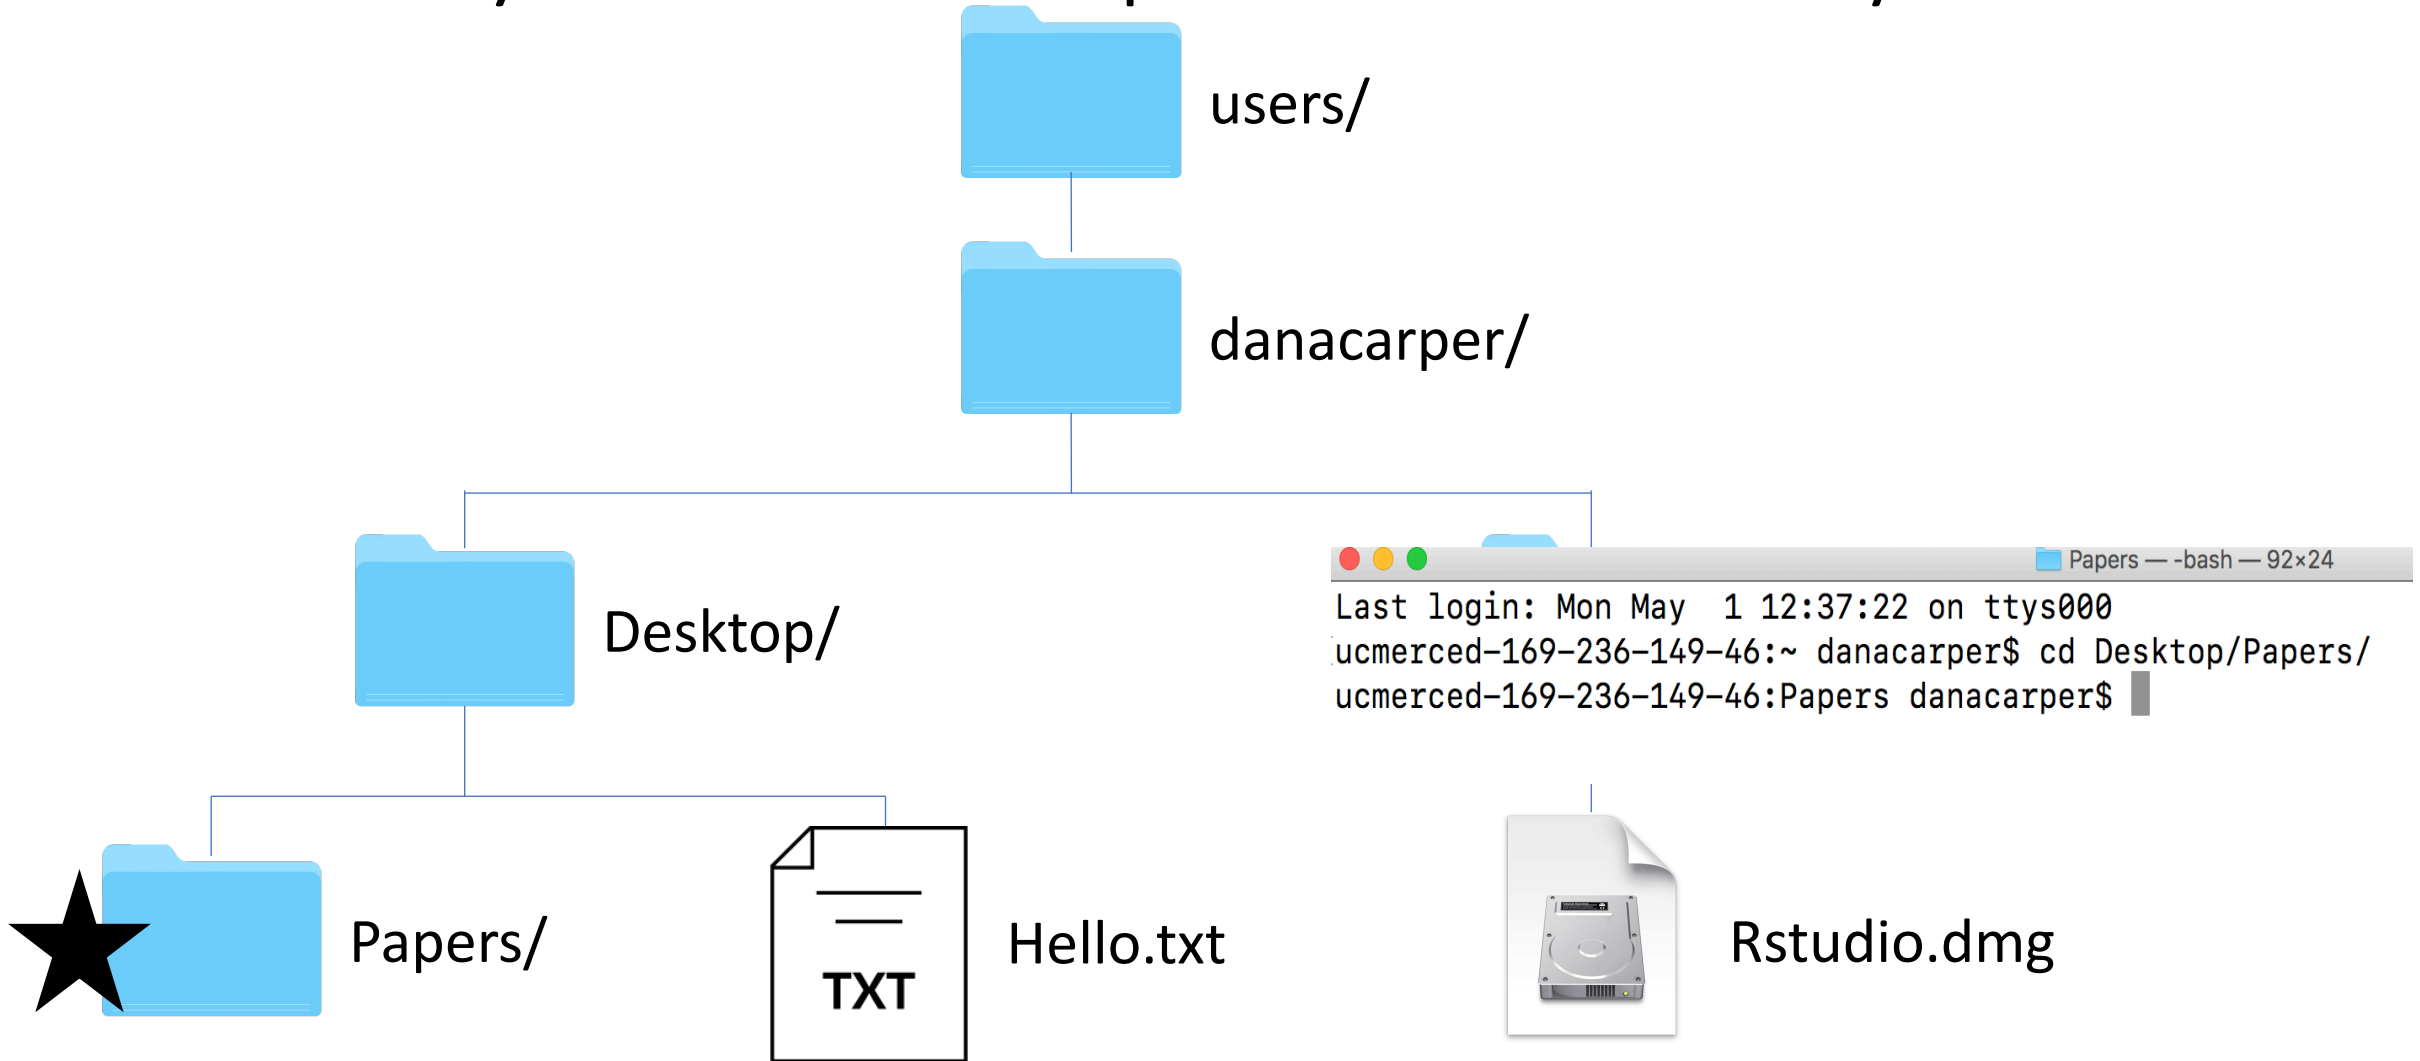 users/
danacarper/
Desktop/
Papers — -bash — 92×24
Last login: Mon May  1 12:37:22 on ttys000
ucmerced-169-236-149-46:~ danacarper$ cd Desktop/Papers/
ucmerced-169-236-149-46:Papers danacarper$
Papers/
TXT
Hello.txt
Rstudio.dmg